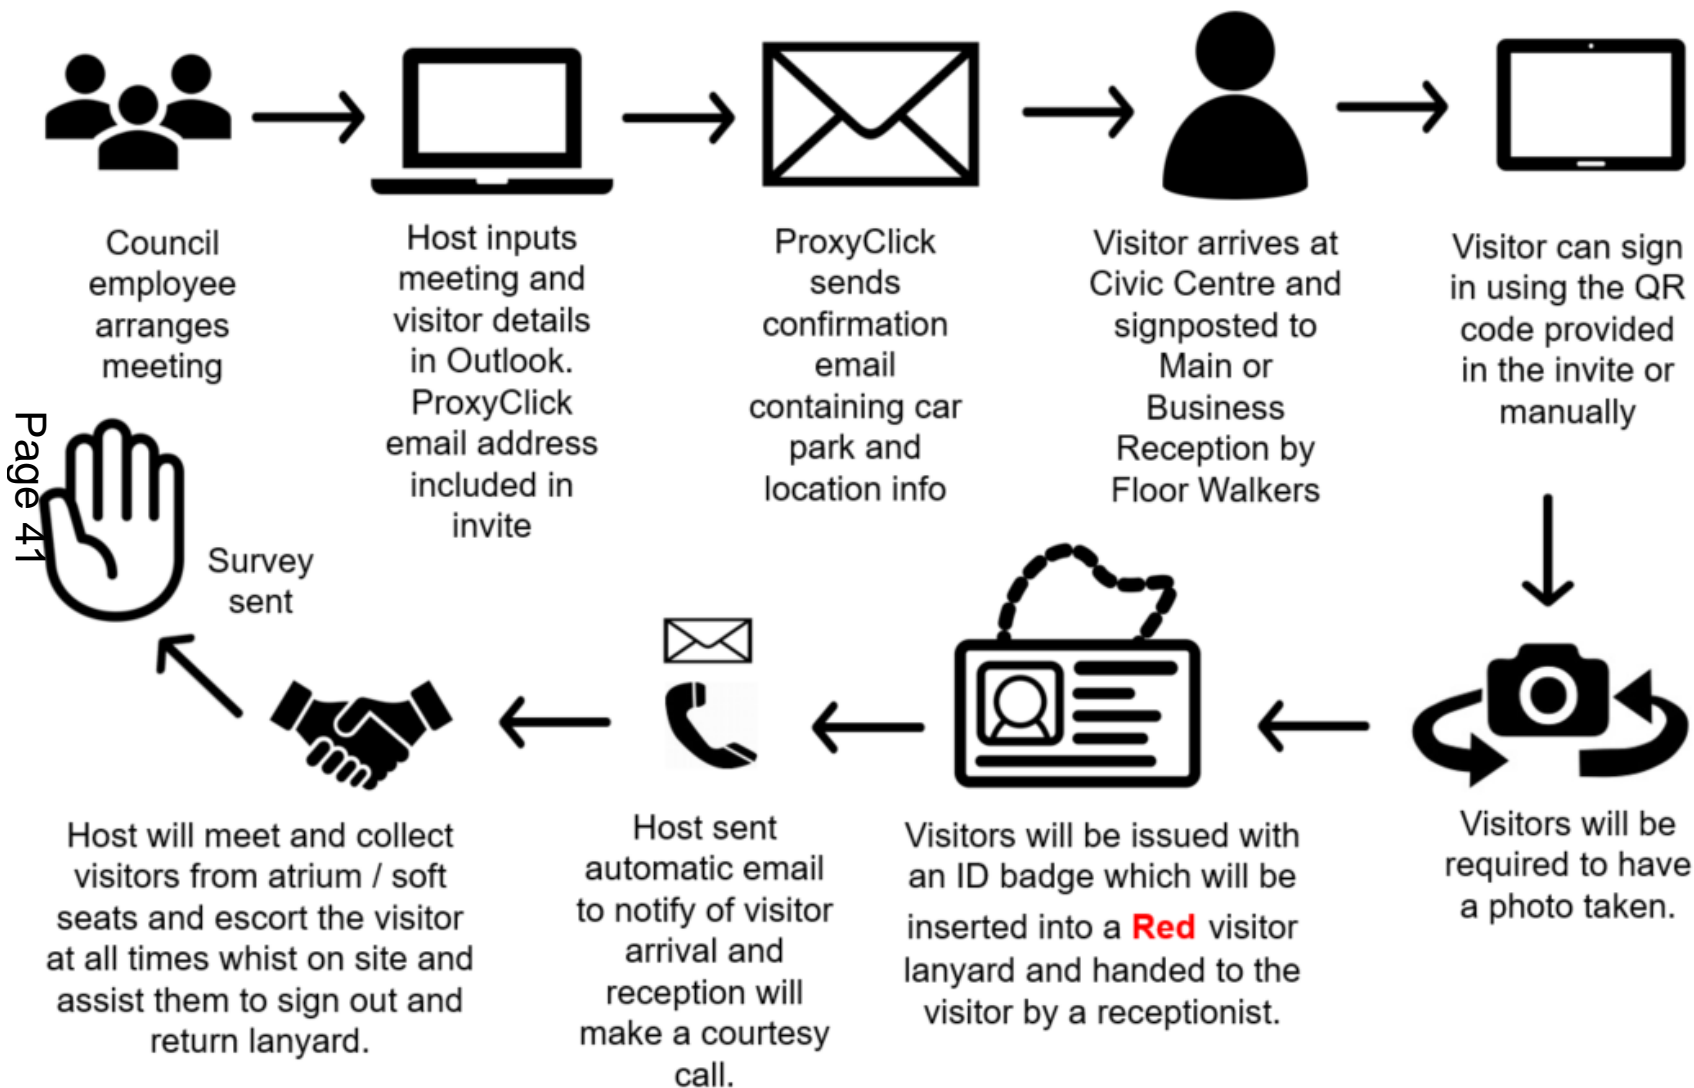 Council
employee
arranges
meeting
Host inputs
meeting and
visitor details
in Outlook.
ProxyClick
email address
included in
invite
ProxyClick
sends
confirmation
email
containing car
park and
location info
Visitor arrives at
Civic Centre and
signposted to
Main or
Business
Reception by
Floor Walkers
Visitor can sign
in using the QR
code provided
in the invite or
manually
Visitors will be
required to have
a photo taken.
Visitors will be issued with
an ID badge which will be
inserted into a Red visitor
lanyard and handed to the
visitor by a receptionist.
Host sent
automatic email
to notify of visitor
arrival and
reception will
make a courtesy
call.
Host will meet and collect
visitors from atrium / soft
seats and escort the visitor
at all times whist on site and
assist them to sign out and
return lanyard.
Survey
sent
Page 41